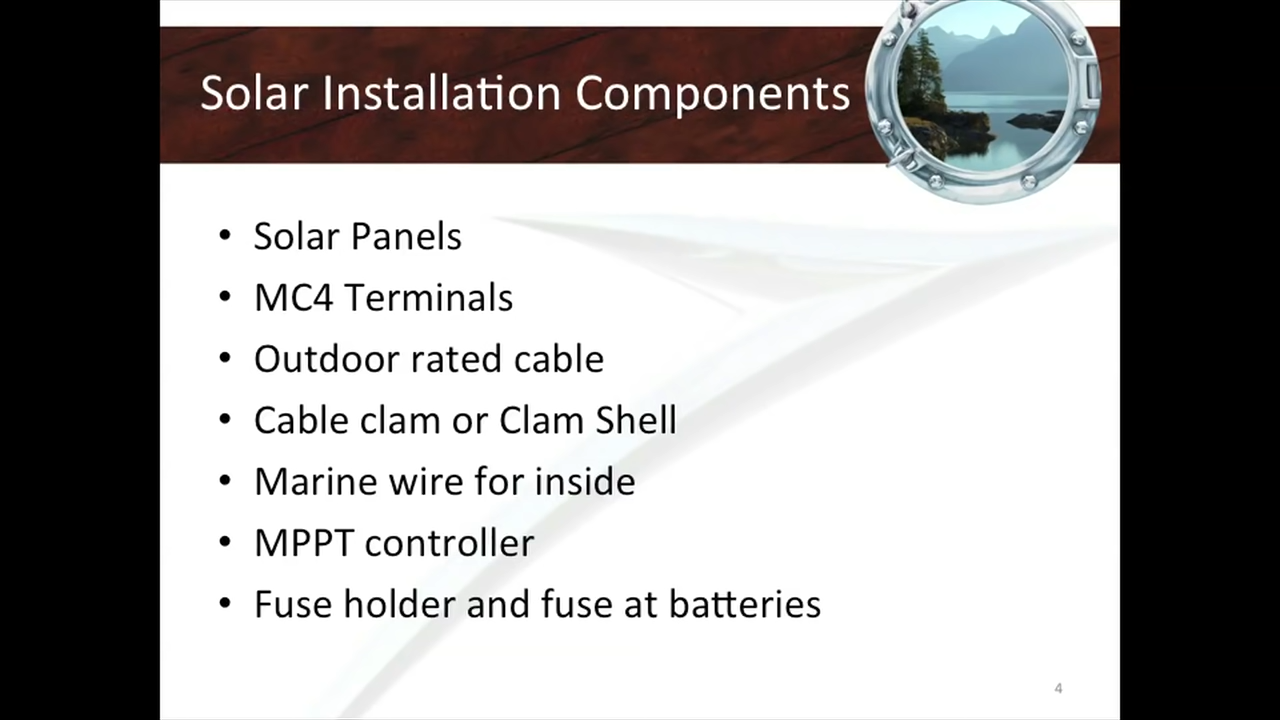 Solar Installation Components
• Solar Panels
• MC4 Terminals
• Outdoor rated cable
• Cable clam or Clam Shell
• Marine wire for inside
• MPPT controller
• Fuse holder and fuse at batteries
4